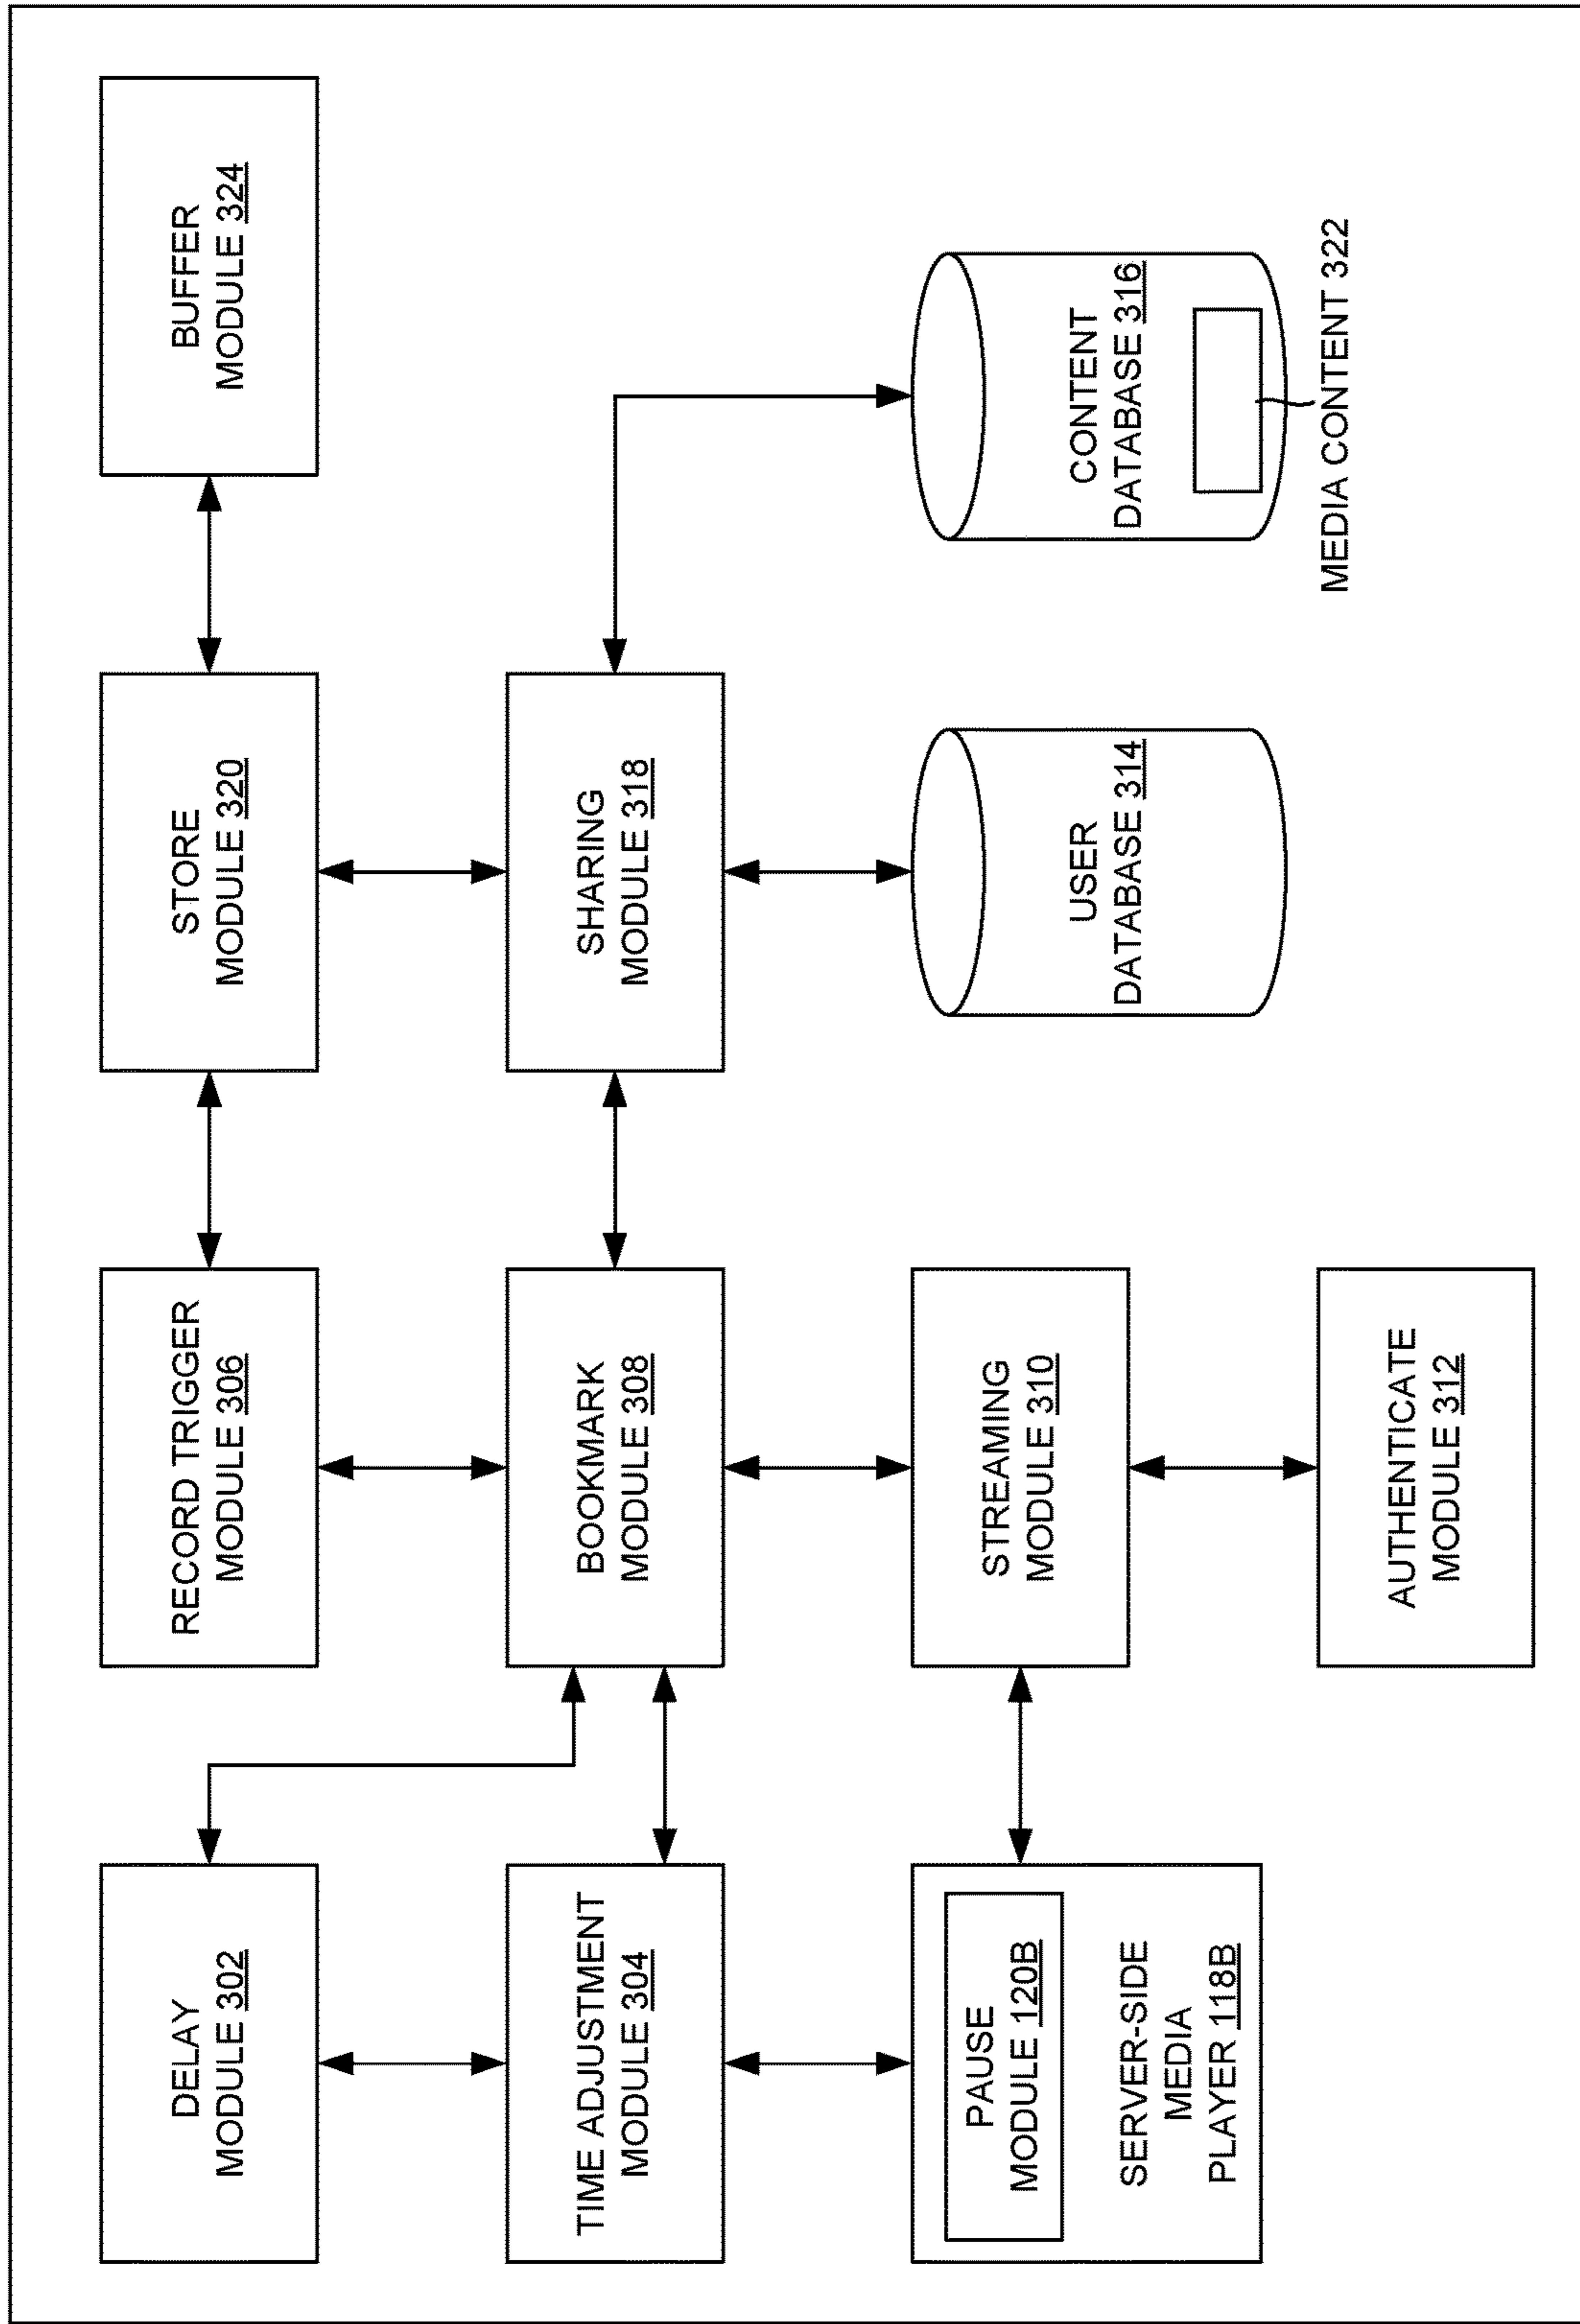 DELAY
MODULE 302
RECORD TRIGGER
MODULE 306
STORE
MODULE 320
BUFFER
MODULE 324
TIME ADJUSTMENT
MODULE 304
BOOKMARK
MODULE 308
SHARING
MODULE 318
PAUSE
MODULE 120B
SERVER-SIDE
MEDIA
PLAYER 118B
STREAMING
MODULE 310
USER
DATABASE 314
CONTENT
DATABASE 316
MEDIA CONTENT 322
AUTHENTICATE
MODULE 312